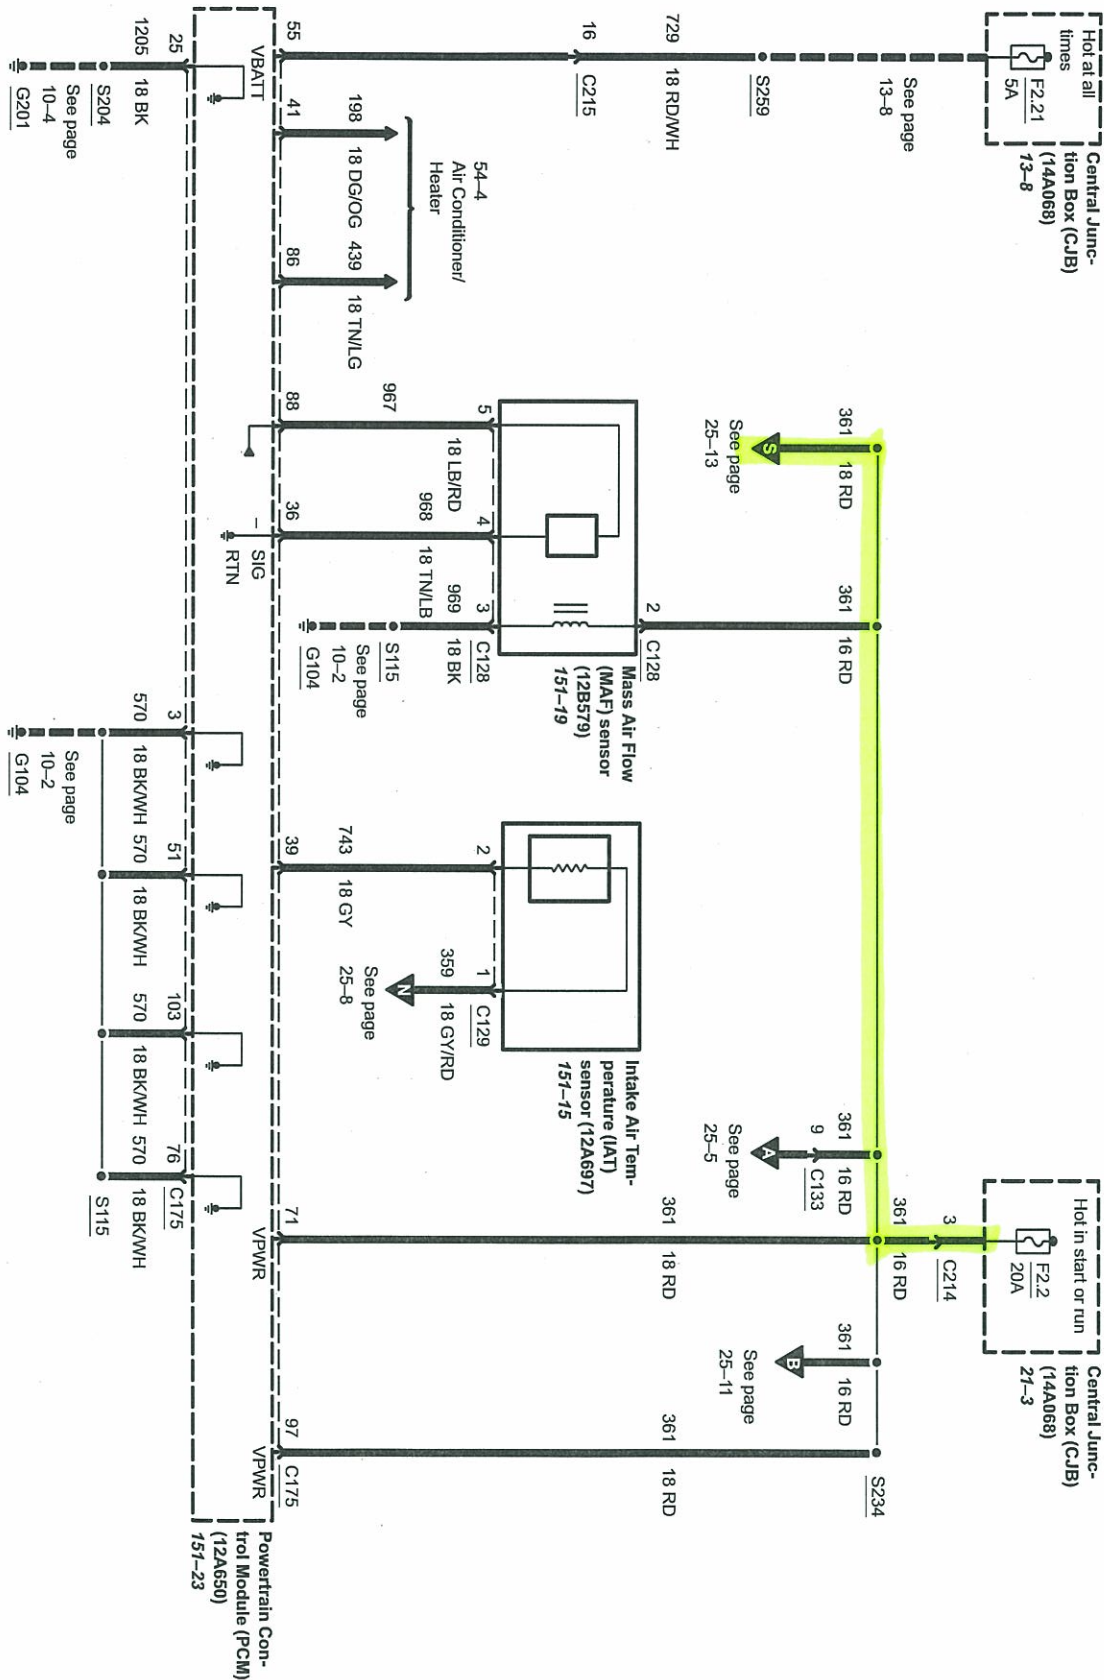 Hot at all
times
F2.21
5A
Central Junc-
tion Box (CJB)
(14A068)
13–8
See page
13–8
S259
729
18 RD/WH
16
C215
55
VBATT
25
1205
18 BK
S204
See page
10–4
G201
54–4
Air Conditioner/
Heater
41
198
18 DG/OG
86
439
18 TN/LG
361
18 RD
S
See page
25–13
361
16 RD
2
C128
Mass Air Flow
(MAF) sensor
(12B579)
151–19
5
18 LB/RD
967
88
4
968
18 TN/LB
36
–
SIG
RTN
3
C128
969
18 BK
S115
See page
10–2
G104
Intake Air Tem-
perature (IAT)
sensor (12A697)
151–15
2
743
18 GY
39
1
C129
359
18 GY/RD
N
See page
25–8
361
16 RD
9
C133
A
See page
25–5
Hot in start or run
F2.2
20A
Central Junc-
tion Box (CJB)
(14A068)
21–3
3
C214
361
16 RD
361
18 RD
71
VPWR
361
16 RD
B
See page
25–11
S234
361
18 RD
97
C175
VPWR
Powertrain Con-
trol Module (PCM)
(12A650)
151–23
3
570
18 BK/WH
See page
10–2
G104
51
570
18 BK/WH
103
570
18 BK/WH
76
C175
570
18 BK/WH
S115